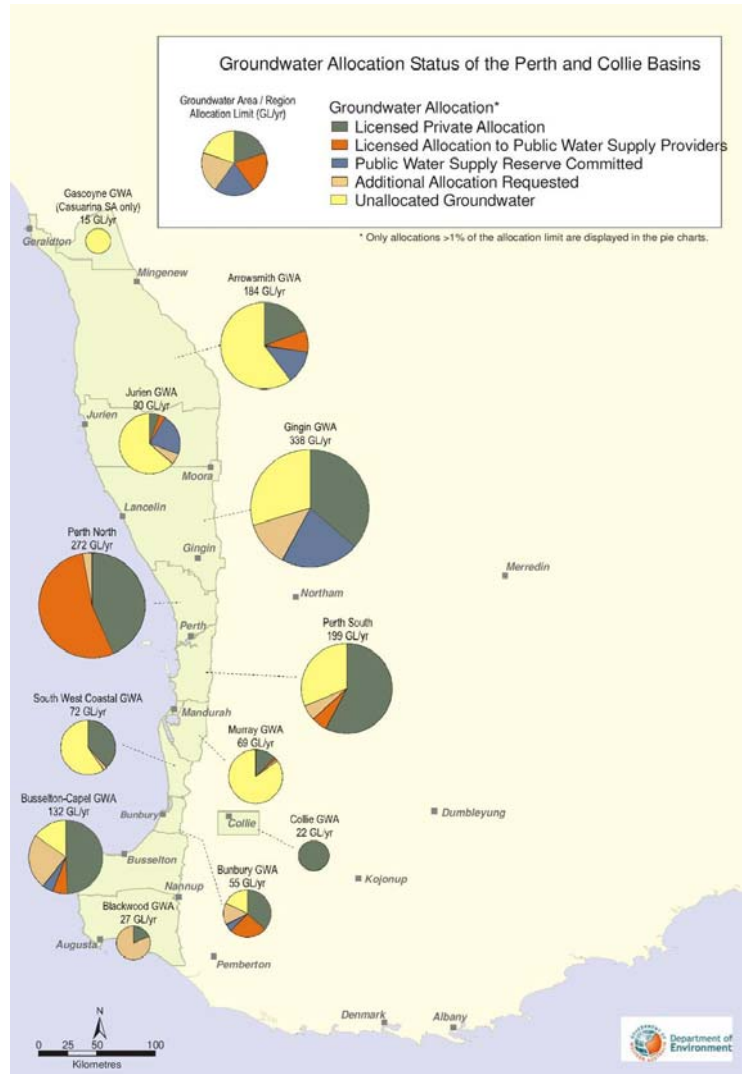 Groundwater Allocation Status of the Perth and Collie Basins
Groundwater Area / Region
Allocation Limit (GL/yr)
Groundwater Allocation*
Licensed Private Allocation
Licensed Allocation to Public Water Supply Providers
Public Water Supply Reserve Committed
Additional Allocation Requested
Unallocated Groundwater
* Only allocations >1% of the allocation limit are displayed in the pie charts.
Gascoyne GWA
(Casuarina SA only)
15 GL/yr
Geraldton
Mingenew
Arrowsmith GWA
184 GL/yr
Jurien GWA
90 GL/yr
Jurien
Gingin GWA
338 GL/yr
Moora
Lancelin
Perth North
272 GL/yr
Gingin
Merredin
Northam
Perth
Perth South
199 GL/yr
South West Coastal GWA
72 GL/yr
Mandurah
Murray GWA
69 GL/yr
Busselton-Capel GWA
132 GL/yr
Bunbury
Collie
Collie GWA
22 GL/yr
Dumbleyung
Busselton
Bunbury GWA
55 GL/yr
Kojonup
Nannup
Blackwood GWA
27 GL/yr
Augusta
Pemberton
Denmark
Albany
N
0 25 50 100
Kilometres
Department of
Environment